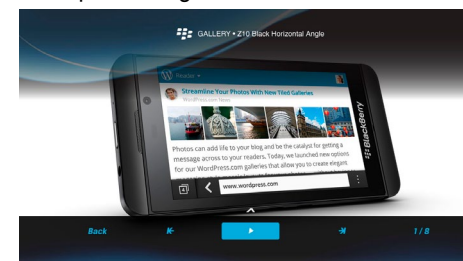 GALLERY • Z10 Black Horizontal Angle
Reader
Streamline Your Photos With New Tiled Galleries
WordPress.com News
Photos can add life to your blog and be the catalyst for getting a
message across to your readers. Today, we launched new options
for our WordPress.com galleries that allow you to create elegant
www.wordpress.com
BlackBerry
Back
1 / 8